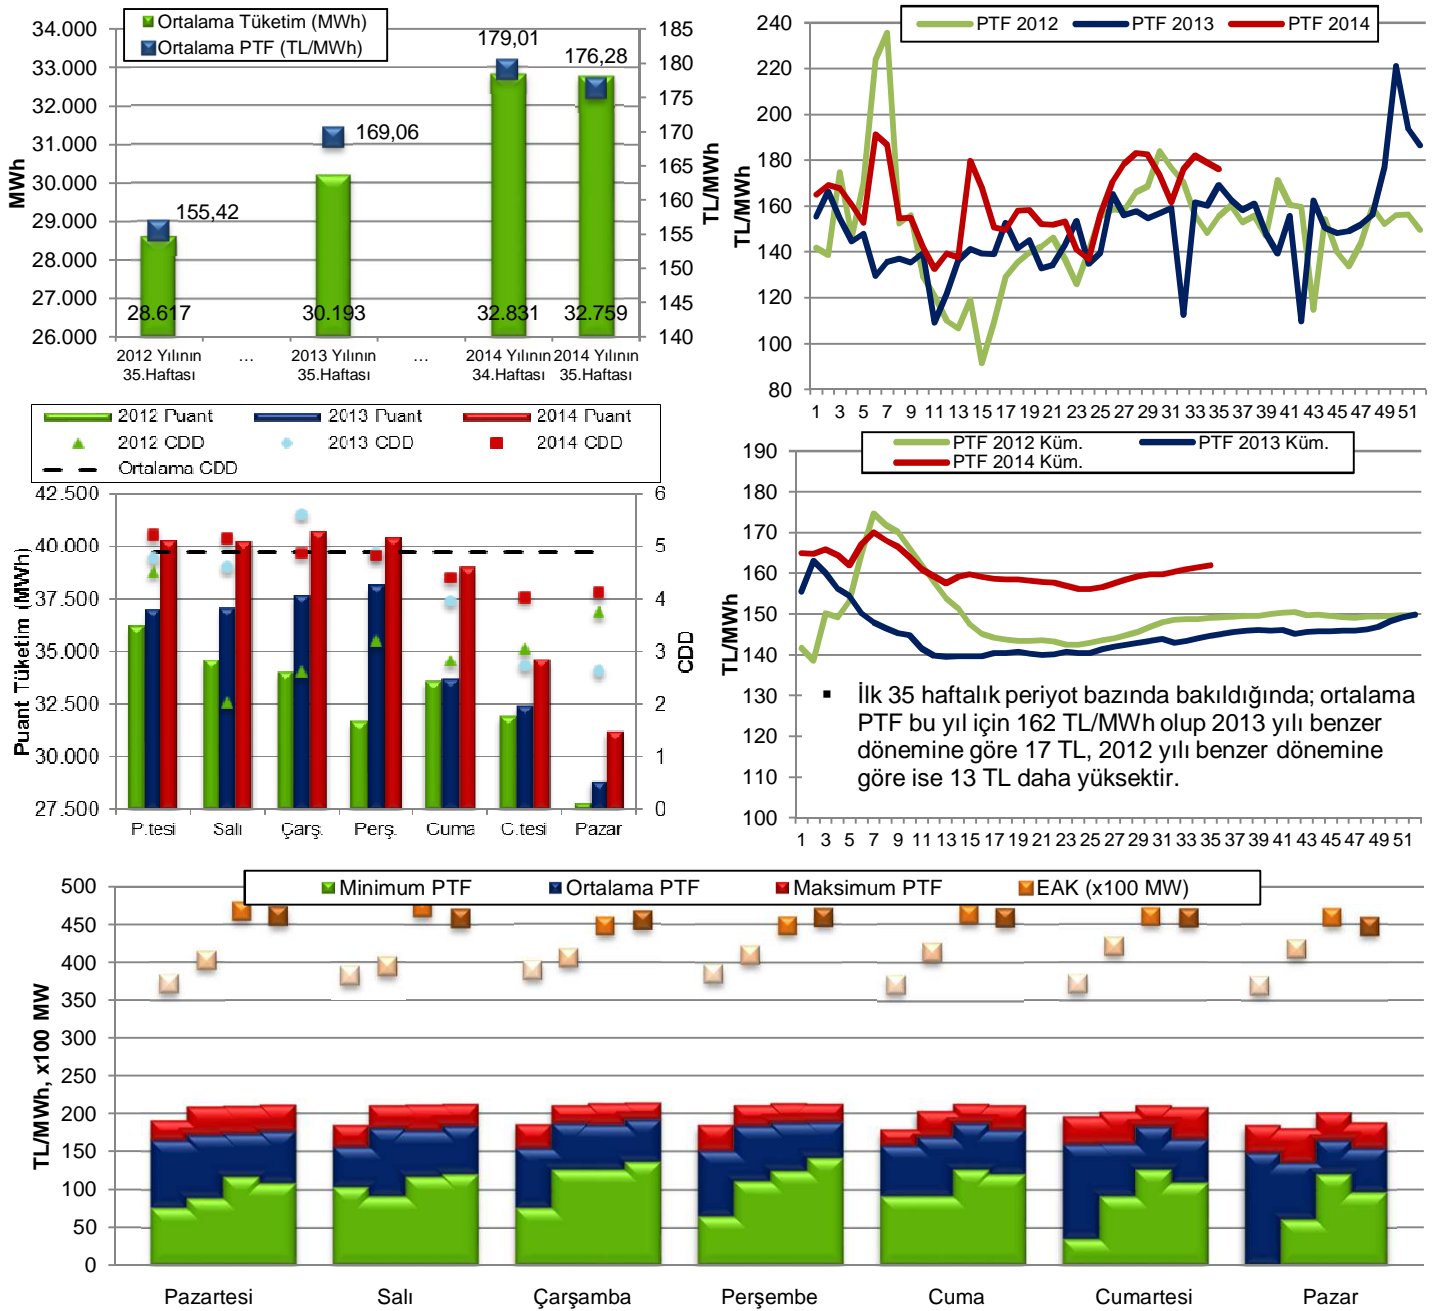 Ortalama Tüketim (MWh)
Ortalama PTF (TL/MWh)
34.000
33.000
32.000
31.000
30.000
29.000
28.000
27.000
26.000
MWh
185
180
175
170
165
160
155
150
145
140
TL/MWh
155,42
169,06
179,01
176,28
28.617
30.193
32.831
32.759
2012 Yılının
35.Haftası
...
2013 Yılının
35.Haftası
...
2014 Yılının
34.Haftası
2014 Yılının
35.Haftası
PTF 2012 PTF 2013 PTF 2014
240
220
200
180
160
140
120
100
80
TL/MWh
1 3 5 7 9 11 13 15 17 19 21 23 25 27 29 31 33 35 37 39 41 43 45 47 49 51
2012 Puant 2013 Puant 2014 Puant
2012 CDD 2013 CDD 2014 CDD
Ortalama CDD
42.500
40.000
37.500
35.000
32.500
30.000
27.500
Puant Tüketim (MWh)
6
5
4
3
2
1
0
CDD
P.tesi Salı Çarş. Perş. Cuma C.tesi Pazar
PTF 2012 Küm. PTF 2013 Küm.
PTF 2014 Küm.
190
180
170
160
150
140
130
120
110
100
TL/MWh
▪ İlk 35 haftalık periyot bazında bakıldığında; ortalama
PTF bu yıl için 162 TL/MWh olup 2013 yılı benzer
dönemine göre 17 TL, 2012 yılı benzer dönemine
göre ise 13 TL daha yüksektir.
1 3 5 7 9 11 13 15 17 19 21 23 25 27 29 31 33 35 37 39 41 43 45 47 49 51
Minimum PTF Ortalama PTF Maksimum PTF EAK (x100 MW)
500
450
400
350
300
250
200
150
100
50
0
TL/MWh, x100 MW
Pazartesi Salı Çarşamba Perşembe Cuma Cumartesi Pazar